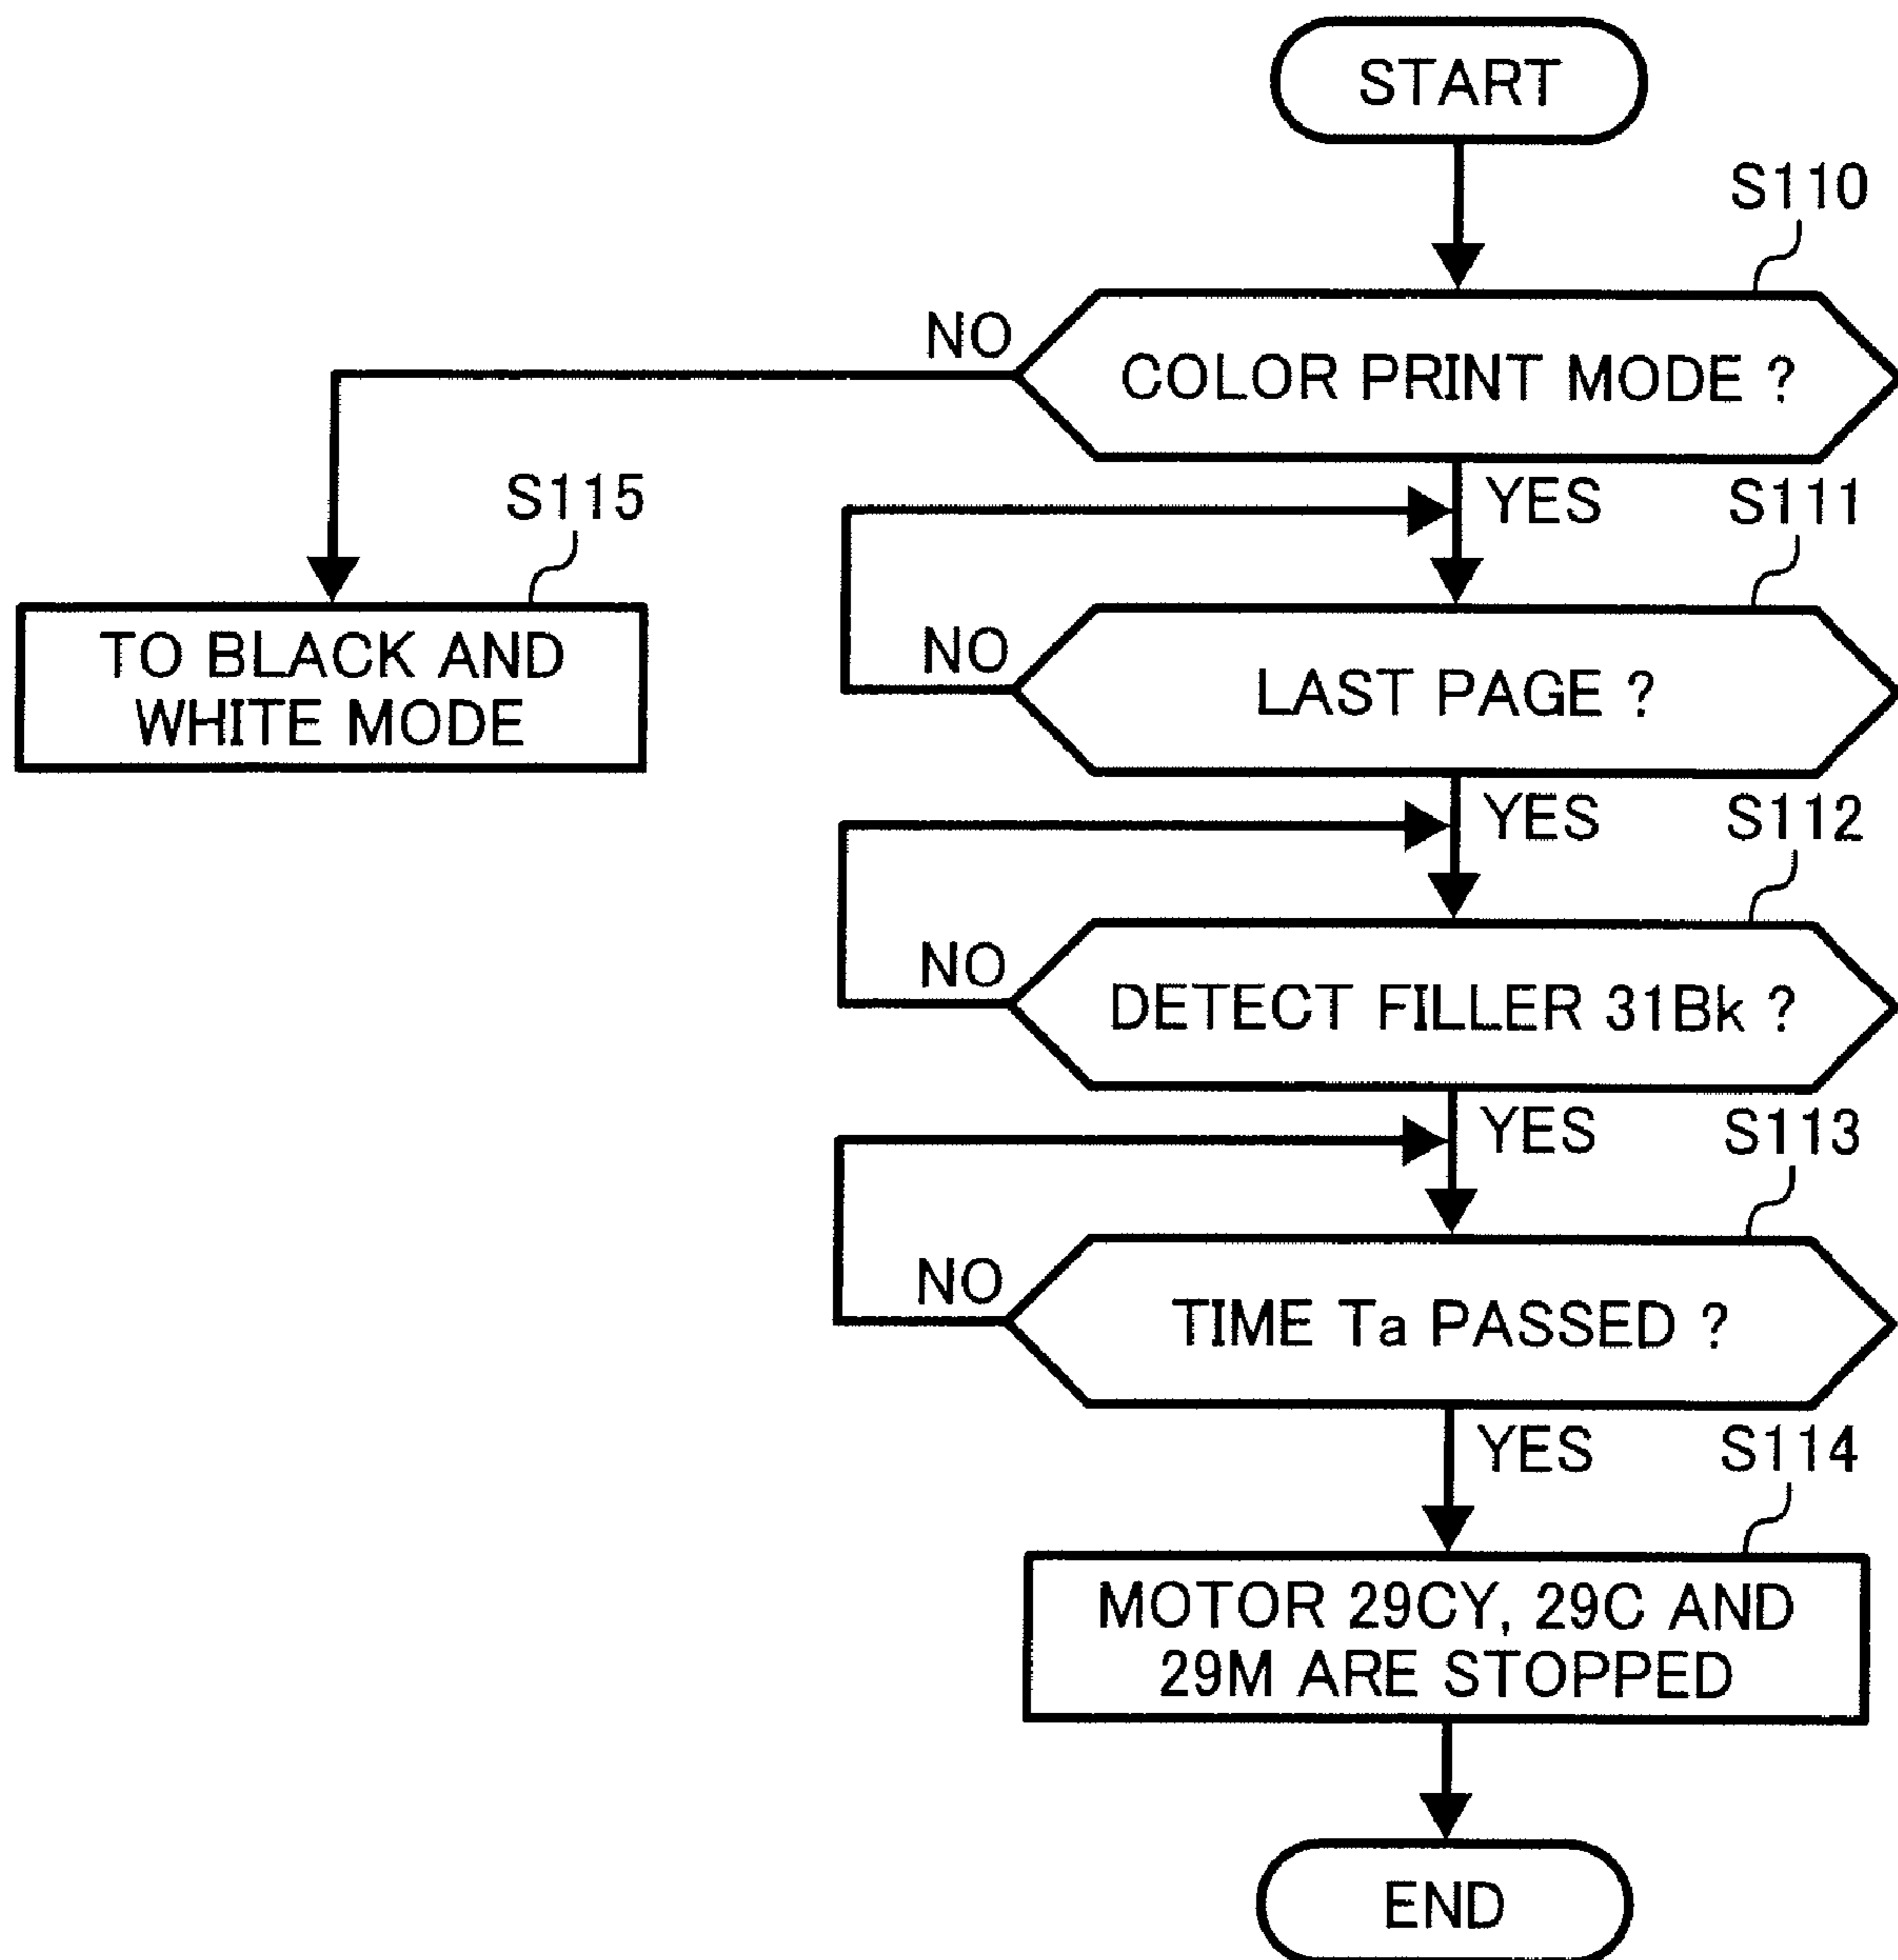 START
S110
NO
COLOR PRINT MODE ?
YES
S115
S111
TO BLACK AND
WHITE MODE
NO
LAST PAGE ?
YES
S112
NO
DETECT FILLER 31Bk ?
YES
S113
NO
TIME Ta PASSED ?
YES
S114
MOTOR 29CY, 29C AND
29M ARE STOPPED
END